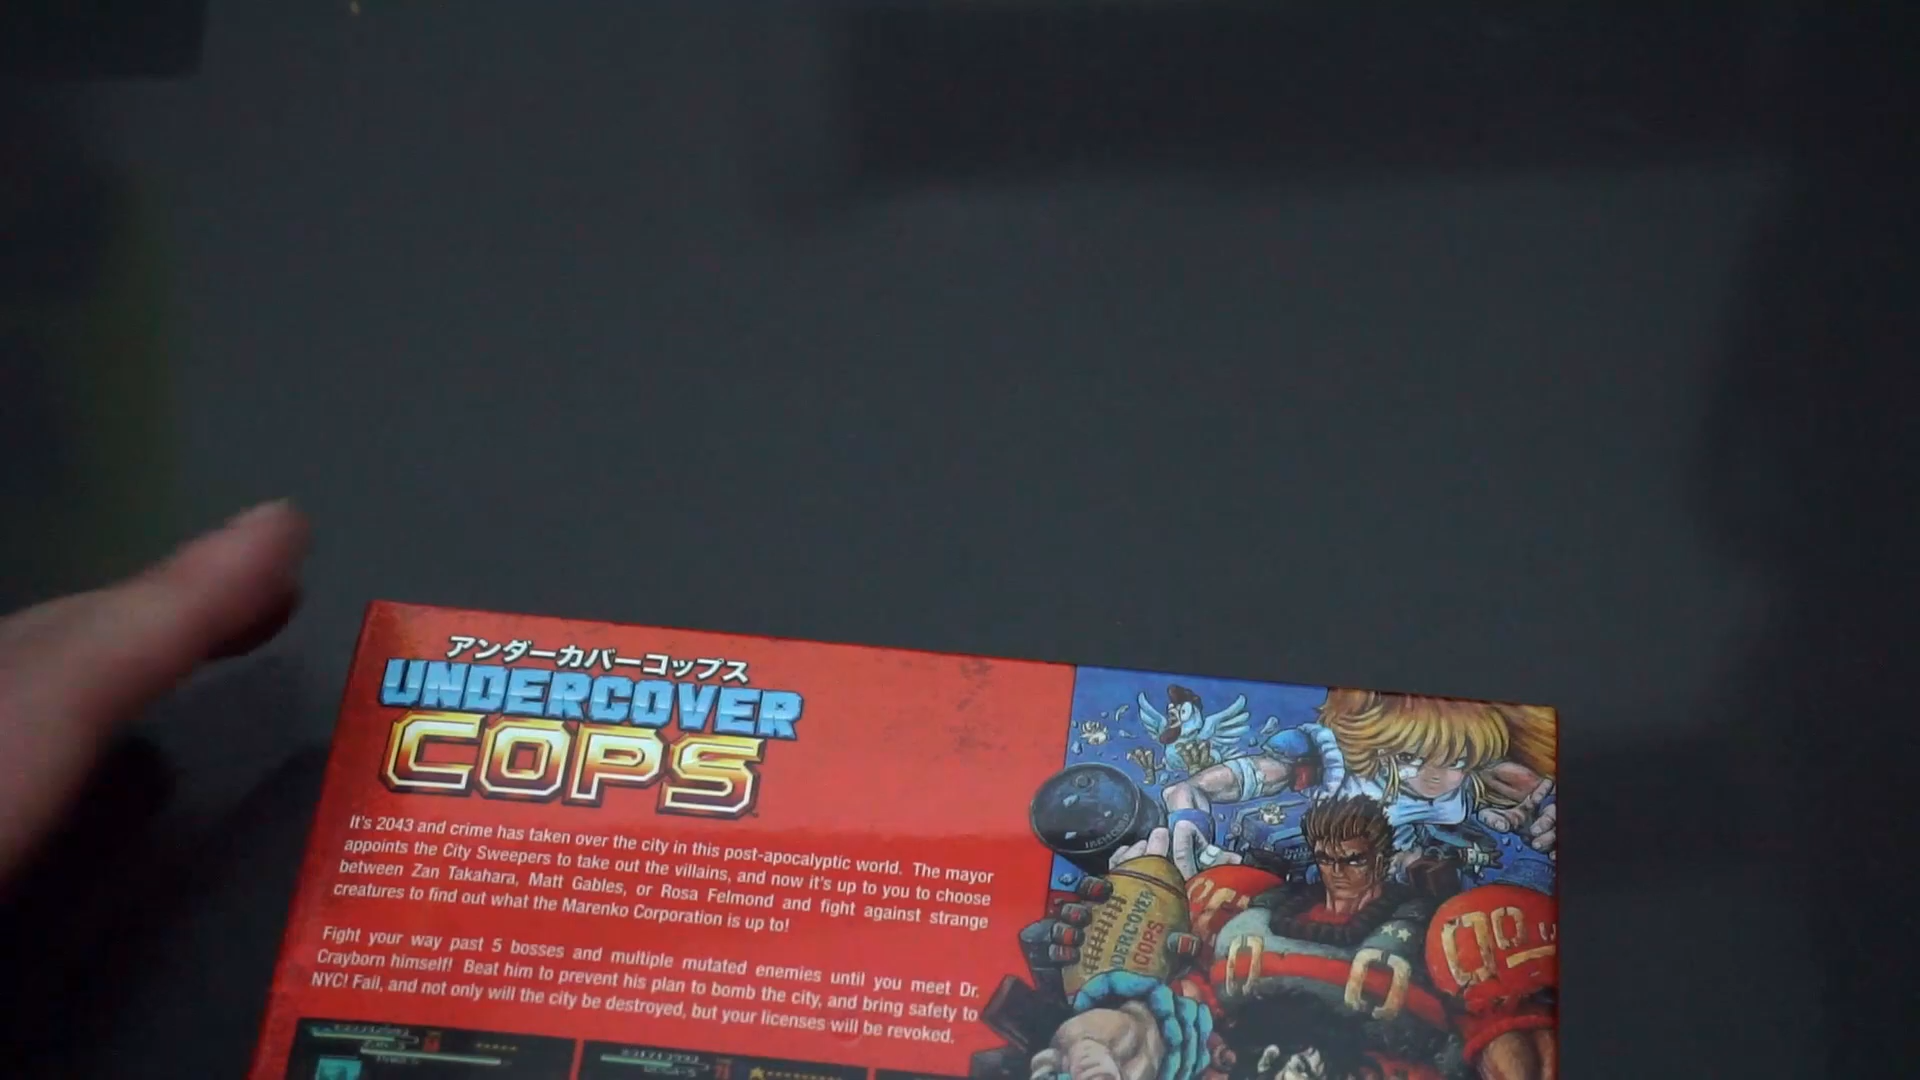 アンダーカバーコップス
UNDERCOVER
COPS
It's 2043 and crime has taken over the city in this post-apocalyptic world. The mayor
appoints the City Sweepers to take out the villains, and now it's up to you to choose
between Zan Takahara, Matt Gables, or Rosa Felmond and fight against strange
creatures to find out what the Marenko Corporation is up to!
Fight your way past 5 bosses and multiple mutated enemies until you meet Dr.
Crayborn himself! Beat him to prevent his plan to bomb the city, and bring safety to
NYC! Fail, and not only will the city be destroyed, but your licenses will be revoked.
COPS